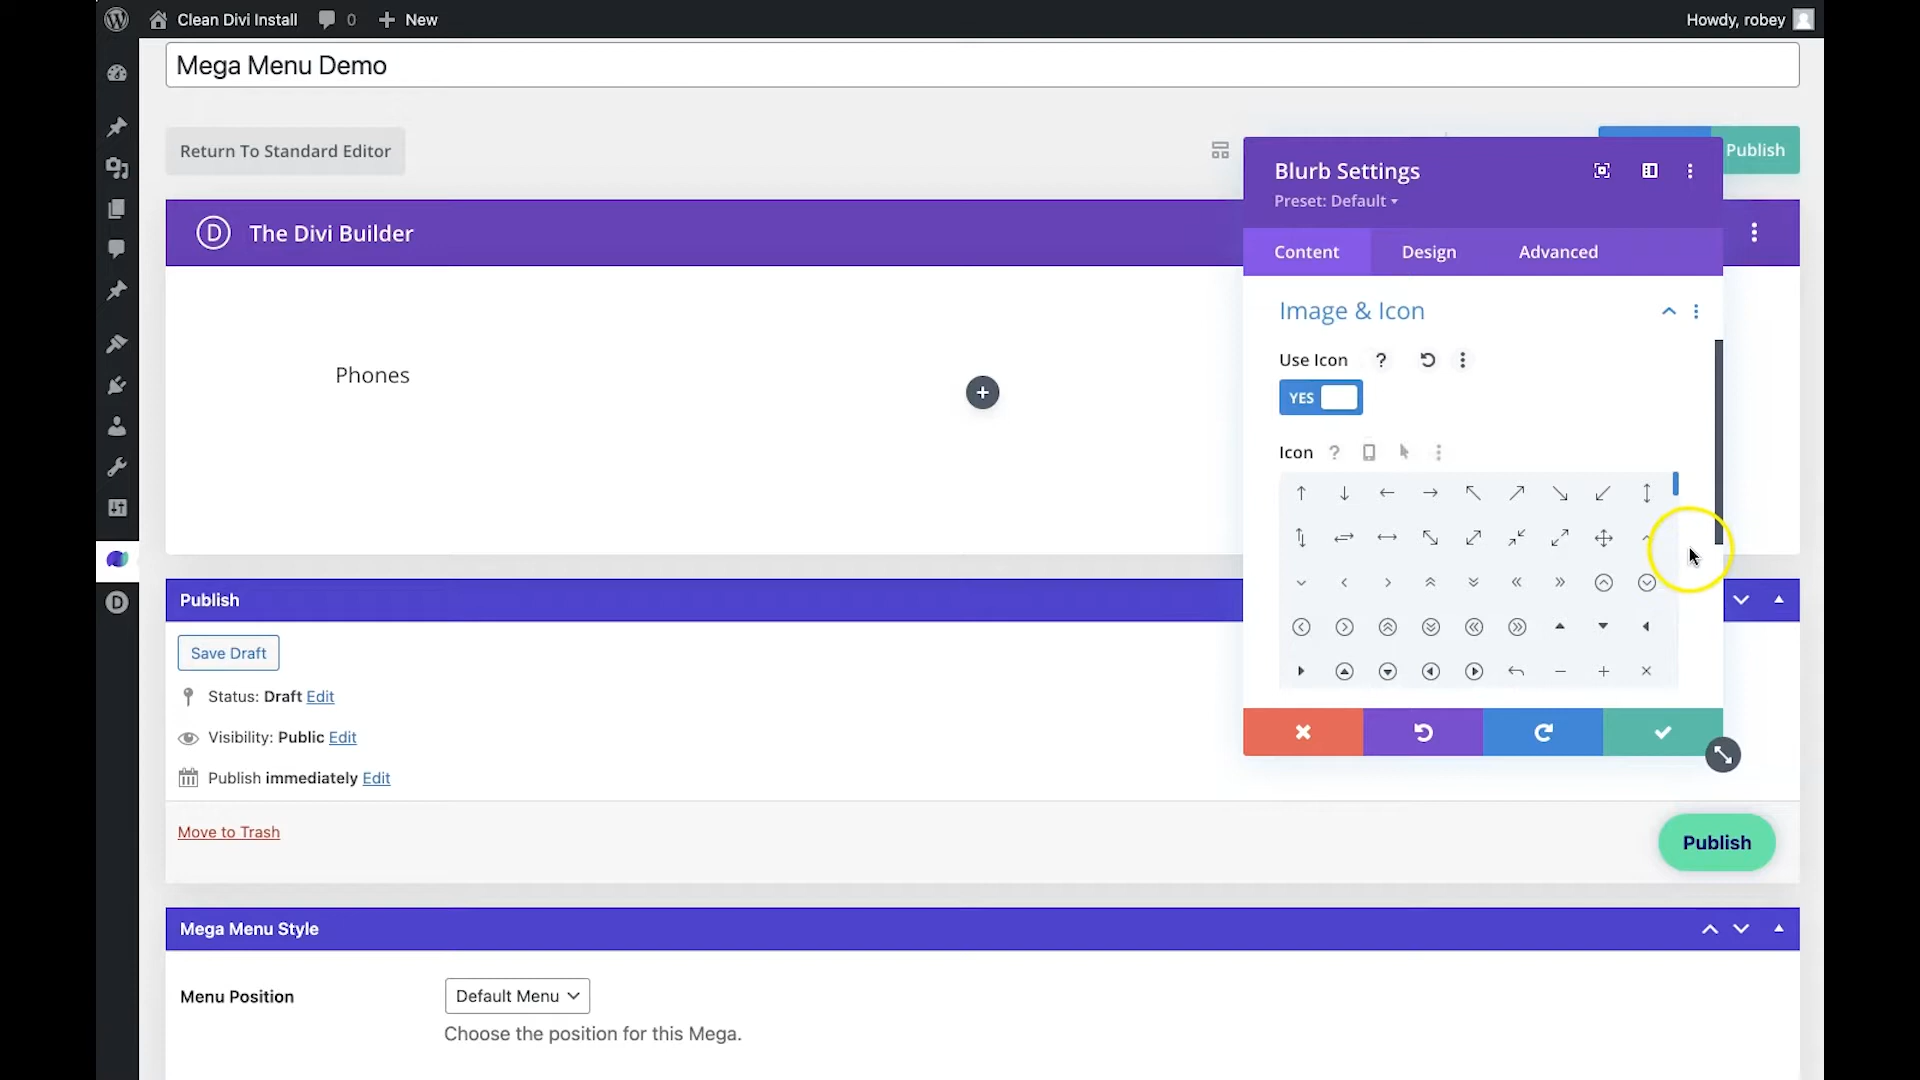 Clean Divi Install 0 New Howdy, robey
Mega Menu Demo
Return To Standard Editor
Publish
Blurb Settings
Preset: Default
The Divi Builder
Content Design Advanced
Image & Icon
Use Icon ?
YES
Phones
Icon ?
Publish
Save Draft
Status: Draft Edit
Visibility: Public Edit
Publish immediately Edit
Move to Trash
Publish
Mega Menu Style
Menu Position Default Menu
Choose the position for this Mega.